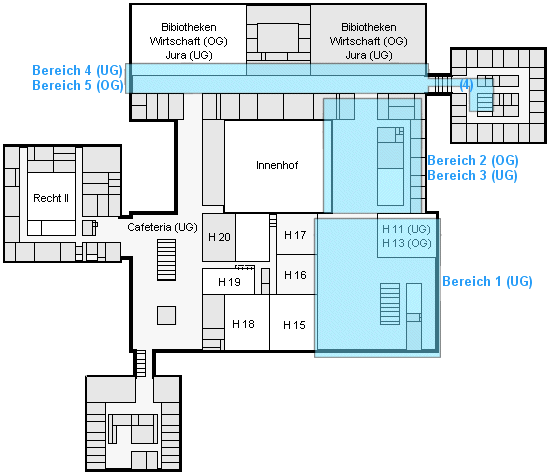 Bibiotheken
Wirtschaft (OG)
Jura (UG)
Bibiotheken
Wirtschaft (OG)
Jura (UG)
Bereich 4 (UG)
Bereich 5 (OG)
(4)
Innenhof
Bereich 2 (OG)
Bereich 3 (UG)
Recht II
Cafeteria (UG)
H 20
H 17
H 11 (UG)
H 13 (OG)
H 16
H 19
Bereich 1 (UG)
H 18
H 15